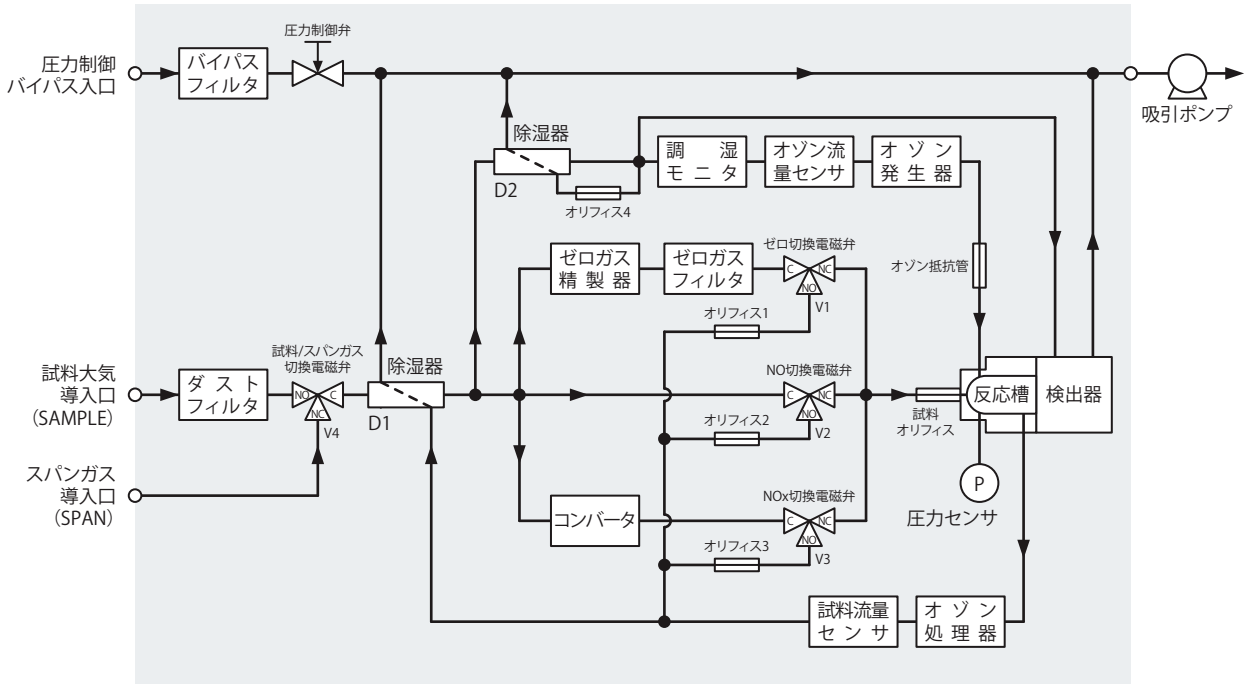 圧力制御弁
圧力制御
バイパス入口
バイパス
フィルタ
吸引ポンプ
除湿器
D2
オリフィス4
調湿
モニタ
オゾン流
量センサ
オゾン
発生器
オゾン抵抗管
ゼロガス
精製器
ゼロガス
フィルタ
ゼロ切換電磁弁
C
NC
NO
V1
オリフィス1
試料大気
導入口
(SAMPLE)
ダスト
フィルタ
試料/スパンガス
切換電磁弁
NO
C
NC
V4
除湿器
D1
NO切換電磁弁
C
NC
NO
V2
オリフィス2
試料
オリフィス
反応槽
検出器
P
圧力センサ
スパンガス
導入口
(SPAN)
コンバータ
NOx切換電磁弁
C
NC
NO
V3
オリフィス3
試料流量
センサ
オゾン
処理器